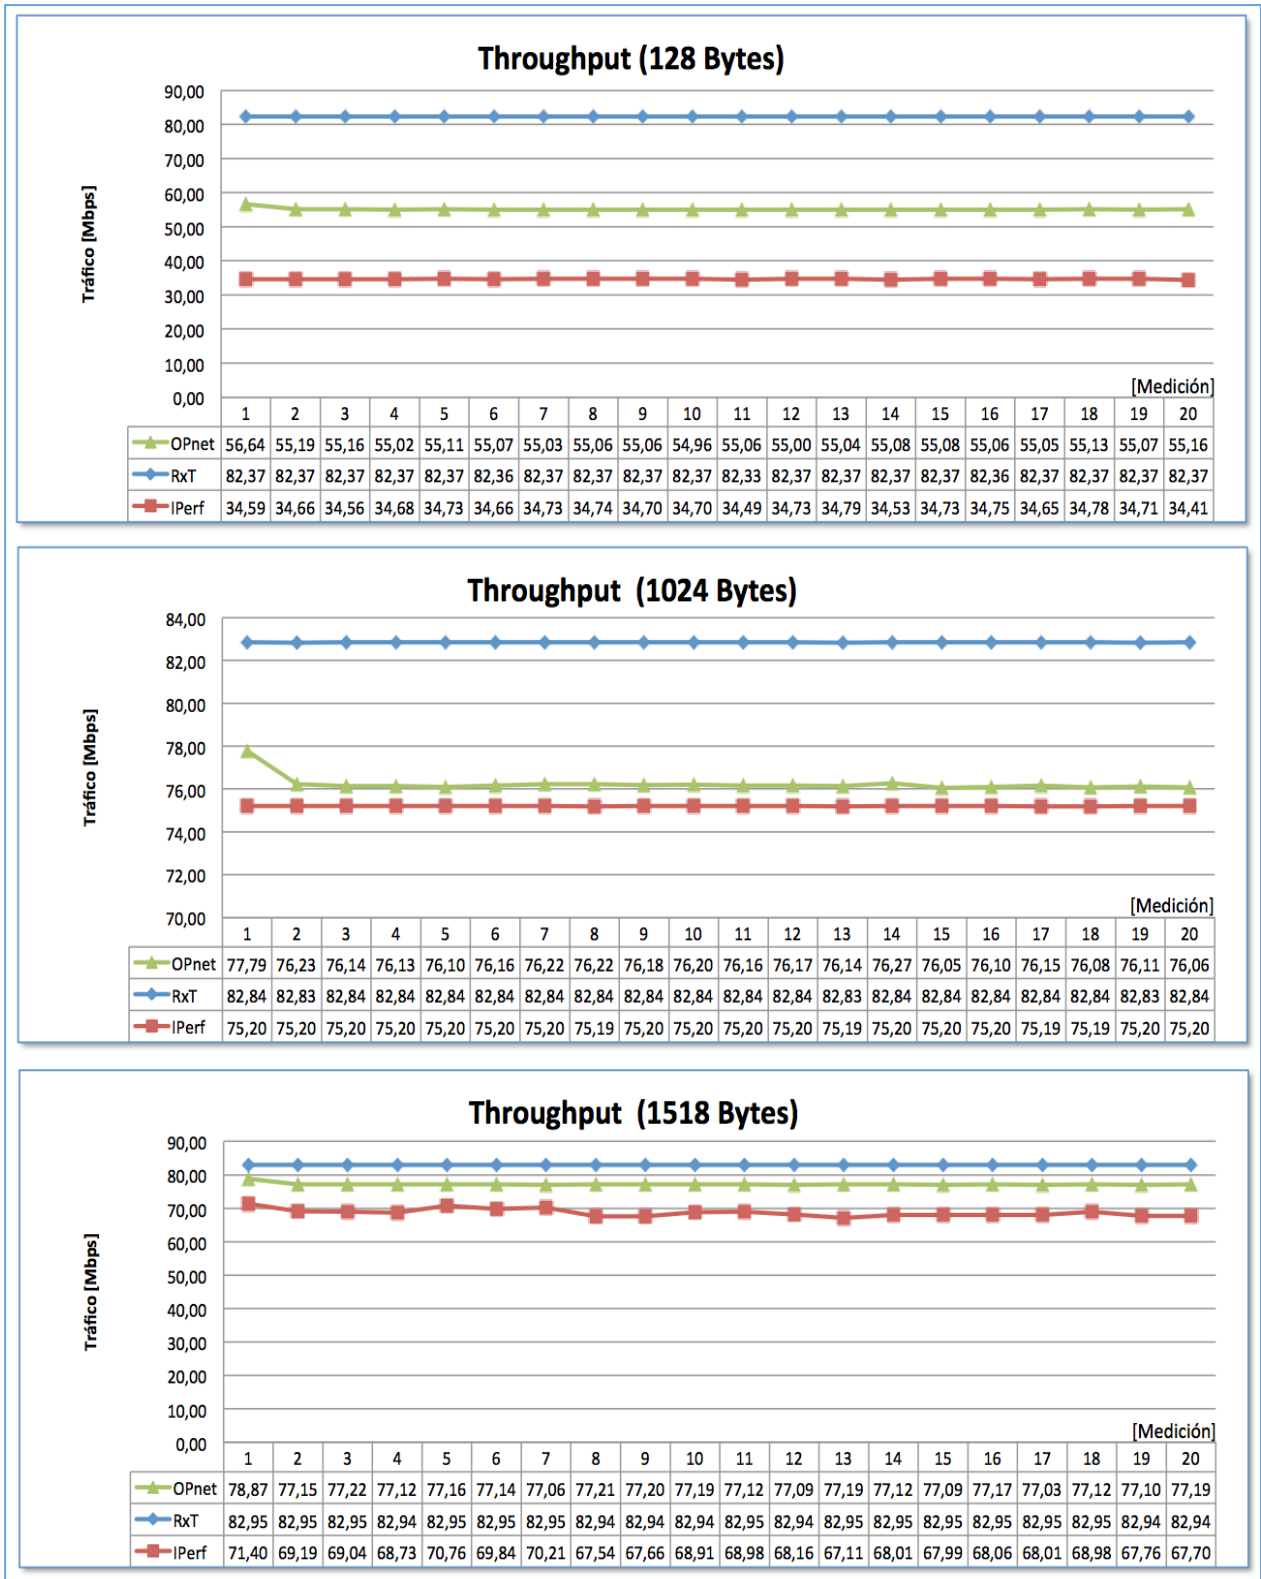 Throughput (128 Bytes)
Tráfico [Mbps]
90,00
80,00
70,00
60,00
50,00
40,00
30,00
20,00
10,00
0,00
[Medición]
1 2 3 4 5 6 7 8 9 10 11 12 13 14 15 16 17 18 19 20
OPnet 56,64 55,19 55,16 55,02 55,11 55,07 55,03 55,06 55,06 54,96 55,06 55,00 55,04 55,08 55,08 55,06 55,05 55,13 55,07 55,16
RxT 82,37 82,37 82,37 82,37 82,37 82,36 82,37 82,37 82,37 82,37 82,33 82,37 82,37 82,37 82,37 82,36 82,37 82,37 82,37 82,37
IPerf 34,59 34,66 34,56 34,68 34,73 34,66 34,73 34,74 34,70 34,70 34,49 34,73 34,79 34,53 34,73 34,75 34,65 34,78 34,71 34,41
Throughput (1024 Bytes)
Tráfico [Mbps]
84,00
82,00
80,00
78,00
76,00
74,00
72,00
70,00
[Medición]
1 2 3 4 5 6 7 8 9 10 11 12 13 14 15 16 17 18 19 20
OPnet 77,79 76,23 76,14 76,13 76,10 76,16 76,22 76,22 76,18 76,20 76,16 76,17 76,14 76,27 76,05 76,10 76,15 76,08 76,11 76,06
RxT 82,84 82,83 82,84 82,84 82,84 82,84 82,84 82,84 82,84 82,84 82,84 82,84 82,83 82,84 82,84 82,84 82,84 82,84 82,83 82,84
IPerf 75,20 75,20 75,20 75,20 75,20 75,20 75,20 75,19 75,20 75,20 75,20 75,20 75,19 75,20 75,20 75,20 75,19 75,19 75,20 75,20
Throughput (1518 Bytes)
Tráfico [Mbps]
90,00
80,00
70,00
60,00
50,00
40,00
30,00
20,00
10,00
0,00
[Medición]
1 2 3 4 5 6 7 8 9 10 11 12 13 14 15 16 17 18 19 20
OPnet 78,87 77,15 77,22 77,12 77,16 77,14 77,06 77,21 77,20 77,19 77,12 77,09 77,19 77,12 77,09 77,17 77,03 77,12 77,10 77,19
RxT 82,95 82,95 82,95 82,94 82,95 82,95 82,95 82,94 82,94 82,94 82,95 82,94 82,95 82,95 82,95 82,95 82,95 82,95 82,94 82,94
IPerf 71,40 69,19 69,04 68,73 70,76 69,84 70,21 67,54 67,66 68,91 68,98 68,16 67,11 68,01 67,99 68,06 68,01 68,98 67,76 67,70